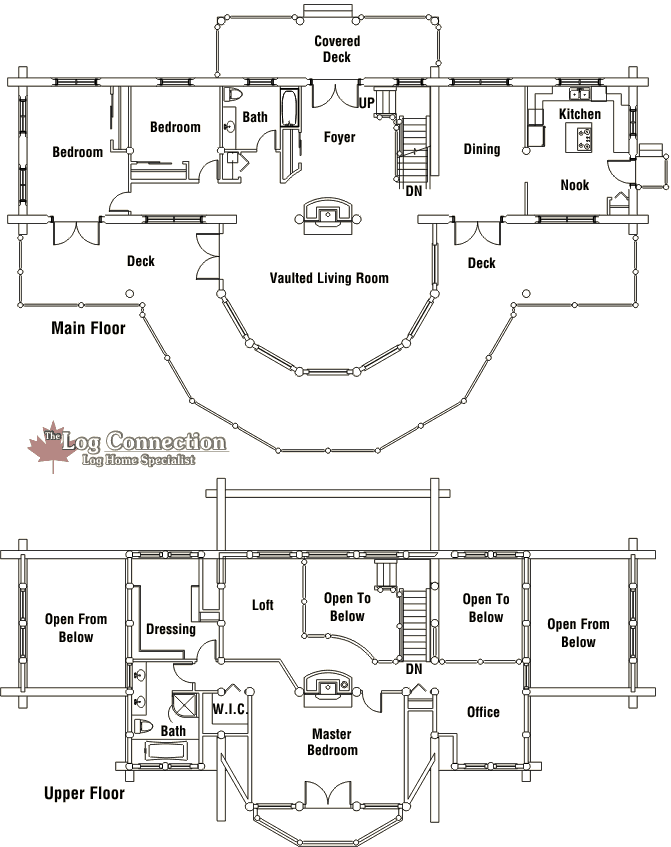 Covered
Deck
UP
Bath
Kitchen
Bedroom
Foyer
Bedroom
Dining
Nook
DN
Deck
Vaulted Living Room
Deck
Main Floor
The
Log Connection
Log Home Specialist
Open From
Below
Dressing
Loft
Open To
Below
Open To
Below
Open From
Below
DN
W.I.C.
Bath
Master
Bedroom
Office
Upper Floor